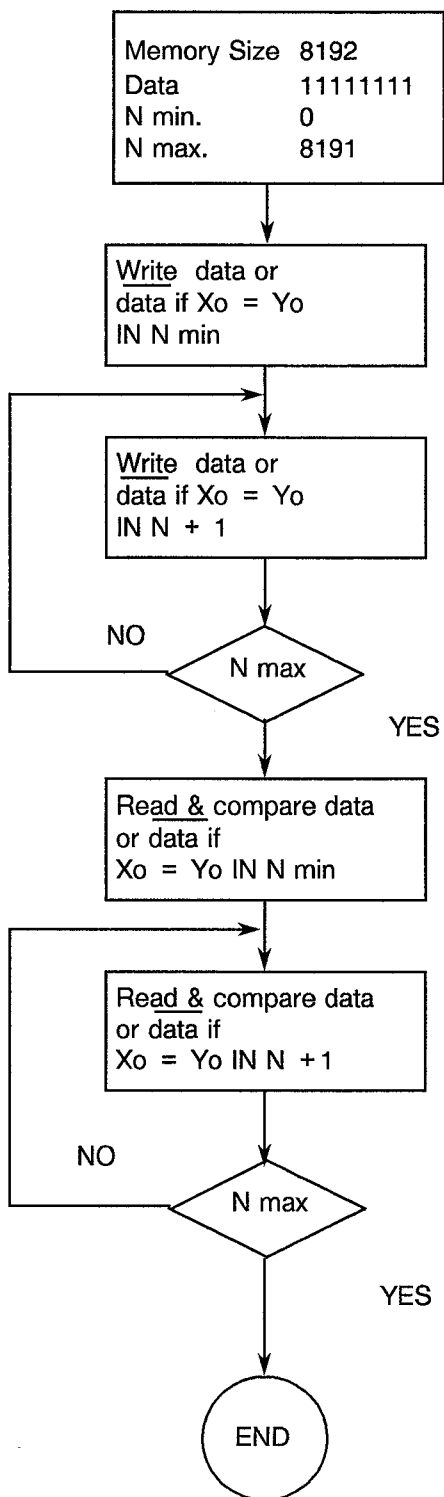 Memory Size 8192
Data 11111111
N min. 0
N max. 8191
Write data or
data if Xo = Yo
IN N min
Write data or
data if Xo = Yo
IN N + 1
NO
N max
YES
Read & compare data
or data if
Xo = Yo IN N min
Read & compare data
or data if
Xo = Yo IN N +1
NO
N max
YES
END